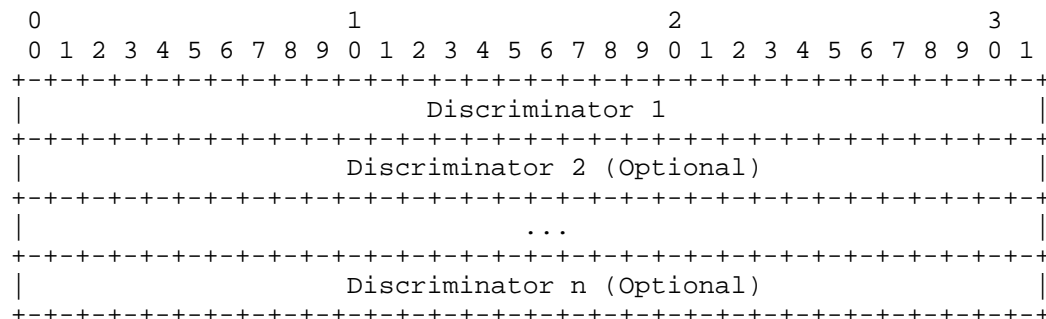 0                   1                   2                   3
 0 1 2 3 4 5 6 7 8 9 0 1 2 3 4 5 6 7 8 9 0 1 2 3 4 5 6 7 8 9 0 1
+-+-+-+-+-+-+-+-+-+-+-+-+-+-+-+-+-+-+-+-+-+-+-+-+-+-+-+-+-+-+-+-+
|                         Discriminator 1                       |
+-+-+-+-+-+-+-+-+-+-+-+-+-+-+-+-+-+-+-+-+-+-+-+-+-+-+-+-+-+-+-+-+
|                    Discriminator 2 (Optional)                 |
+-+-+-+-+-+-+-+-+-+-+-+-+-+-+-+-+-+-+-+-+-+-+-+-+-+-+-+-+-+-+-+-+
|                               ...                             |
+-+-+-+-+-+-+-+-+-+-+-+-+-+-+-+-+-+-+-+-+-+-+-+-+-+-+-+-+-+-+-+-+
|                    Discriminator n (Optional)                 |
+-+-+-+-+-+-+-+-+-+-+-+-+-+-+-+-+-+-+-+-+-+-+-+-+-+-+-+-+-+-+-+-+